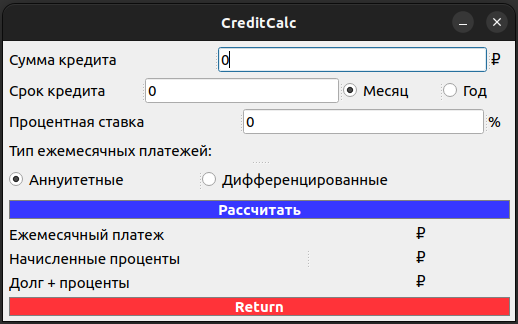 CreditCalc
Сумма кредита 0 ₽
Срок кредита 0 Месяц Год
Процентная ставка 0 %
Тип ежемесячных платежей:
Аннуитетные Дифференцированные
Рассчитать
Ежемесячный платеж ₽
Начисленные проценты ₽
Долг + проценты ₽
Return